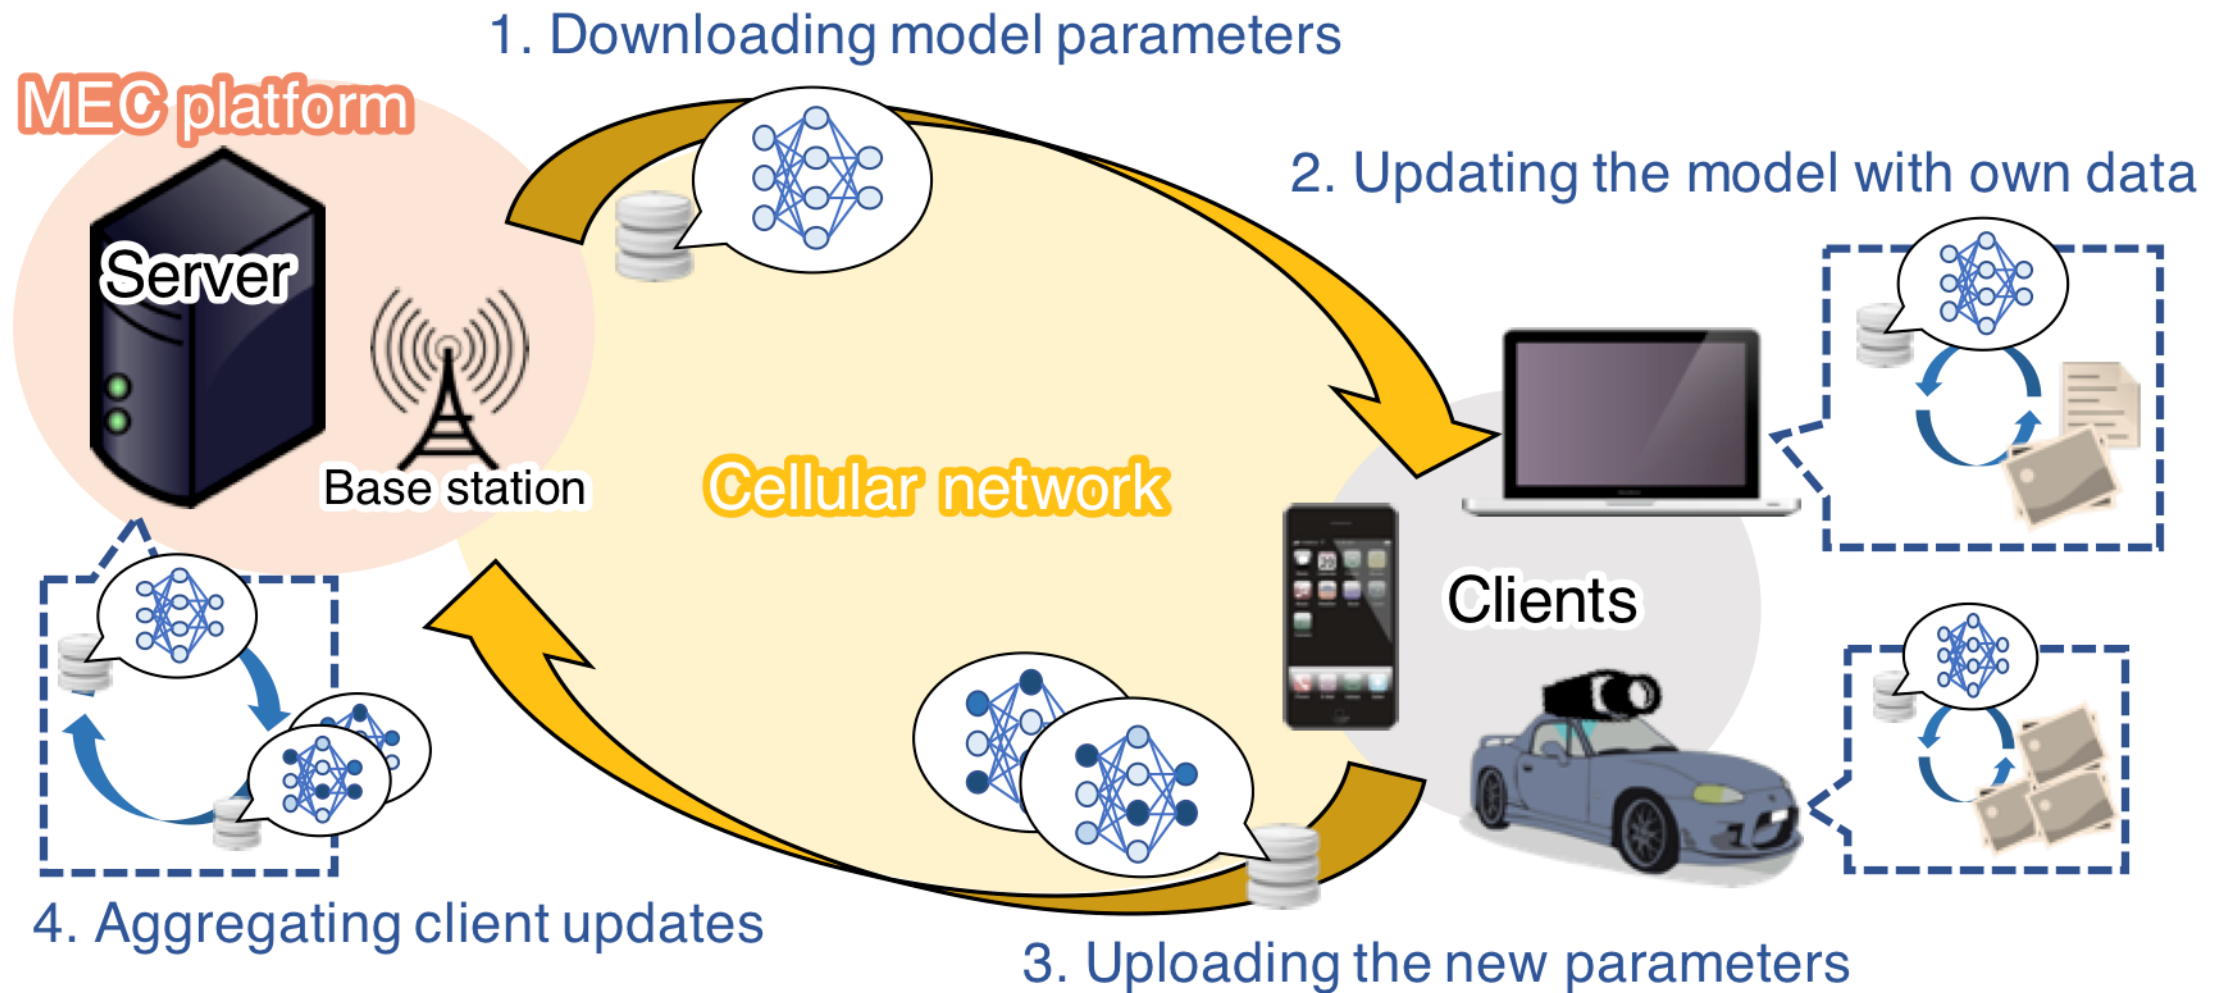 1. Downloading model parameters
MEC platform
2. Updating the model with own data
Server
Base station
Cellular network
Clients
4. Aggregating client updates
3. Uploading the new parameters